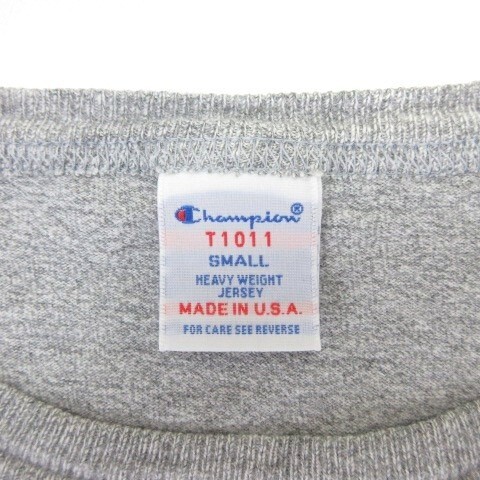 Champion®
T1011
SMALL
HEAVY WEIGHT
JERSEY
MADE IN U.S.A.
FOR CARE SEE REVERSE